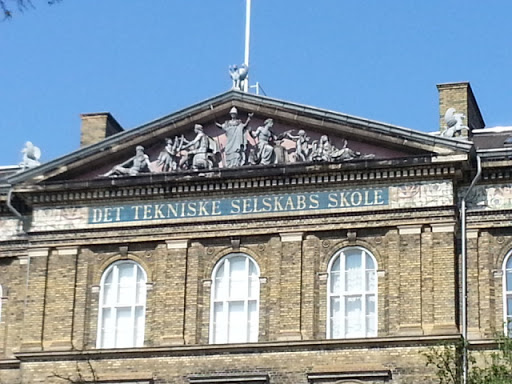 DET TEKNISKE SELSKABS SKOLE